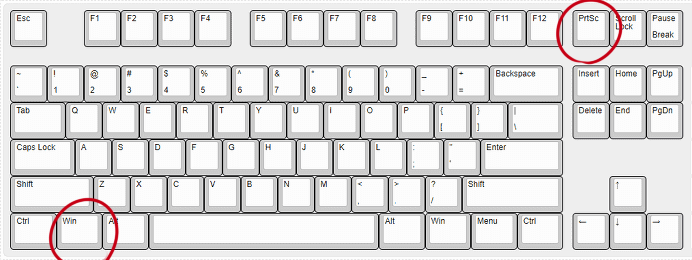 Esc F1 F2 F3 F4 F5 F6 F7 F8 F9 F10 F11 F12 PrtSc Scroll Lock Pause Break
~ ! @ # $ % ^ & * ( ) _ + Backspace Insert Home PgUp
` 1 2 3 4 5 6 7 8 9 0 - =
Tab Q W E R T Y U I O P { } | Delete End PgDn
[ ] \
Caps Lock A S D F G H J K L : " Enter
; '
Shift Z X C V B N M < > ? Shift ↑
, . /
Ctrl Win Alt Alt Win Menu Ctrl ← ↓ →